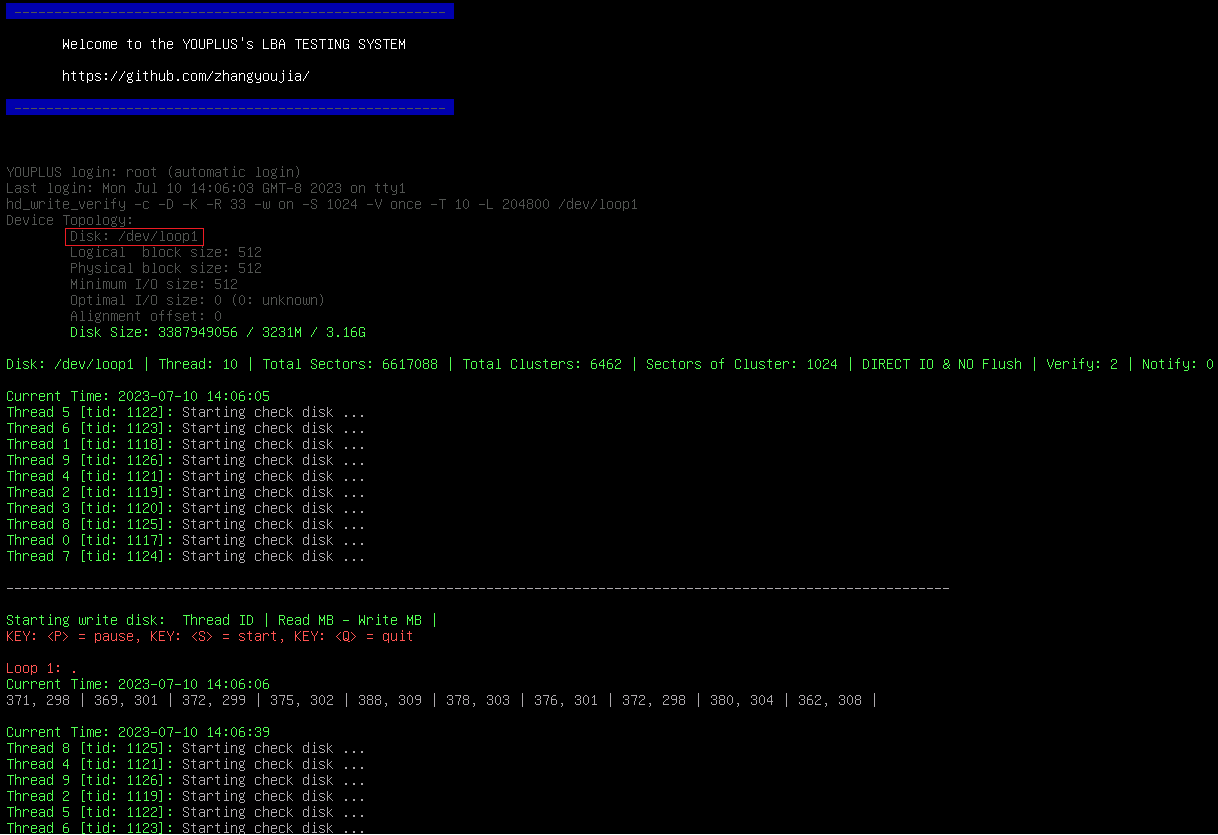 --------------------------------------------------------
Welcome to the YOUPLUS's LBA TESTING SYSTEM
https://github.com/zhangyoujia/
--------------------------------------------------------
YOUPLUS login: root (automatic login)
Last login: Mon Jul 10 14:06:03 GMT-8 2023 on tty1
hd_write_verify -c -D -K -R 33 -w on -S 1024 -V once -T 10 -L 204800 /dev/loop1
Device Topology:
Disk: /dev/loop1
Logical  block size: 512
Physical block size: 512
Minimum I/O size: 512
Optimal I/O size: 0 (0: unknown)
Alignment offset: 0
Disk Size: 3387949056 / 3231M / 3.16G
Disk: /dev/loop1 | Thread: 10 | Total Sectors: 6617088 | Total Clusters: 6462 | Sectors of Cluster: 1024 | DIRECT IO & NO Flush | Verify: 2 | Notify: 0
Current Time: 2023-07-10 14:06:05
Thread 5 [tid: 1122]: Starting check disk ...
Thread 6 [tid: 1123]: Starting check disk ...
Thread 1 [tid: 1118]: Starting check disk ...
Thread 9 [tid: 1126]: Starting check disk ...
Thread 4 [tid: 1121]: Starting check disk ...
Thread 2 [tid: 1119]: Starting check disk ...
Thread 3 [tid: 1120]: Starting check disk ...
Thread 8 [tid: 1125]: Starting check disk ...
Thread 0 [tid: 1117]: Starting check disk ...
Thread 7 [tid: 1124]: Starting check disk ...
----------------------------------------------------------------------------------------------------------------------
Starting write disk:  Thread ID | Read MB - Write MB |
KEY: <P> = pause, KEY: <S> = start, KEY: <Q> = quit
Loop 1: .
Current Time: 2023-07-10 14:06:06
371, 298 | 369, 301 | 372, 299 | 375, 302 | 388, 309 | 378, 303 | 376, 301 | 372, 298 | 380, 304 | 362, 308 |
Current Time: 2023-07-10 14:06:39
Thread 8 [tid: 1125]: Starting check disk ...
Thread 4 [tid: 1121]: Starting check disk ...
Thread 9 [tid: 1126]: Starting check disk ...
Thread 2 [tid: 1119]: Starting check disk ...
Thread 5 [tid: 1122]: Starting check disk ...
Thread 6 [tid: 1123]: Starting check disk ...